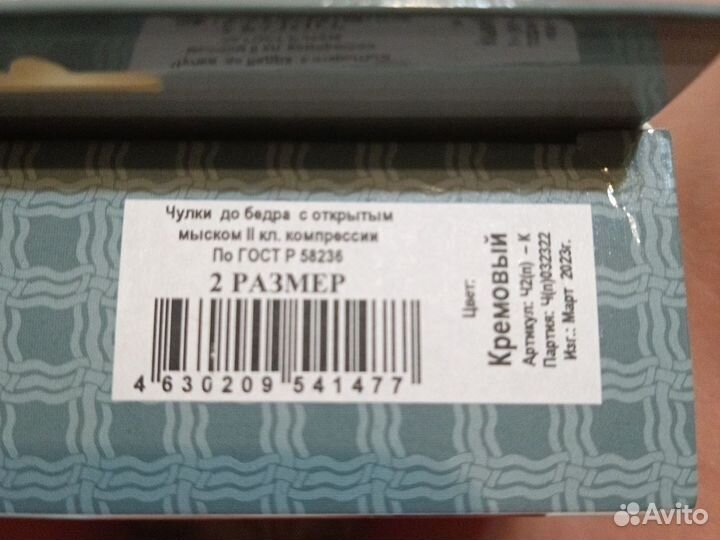 Чулки до бедра с открытым
мыском II кл. компрессии
По ГОСТ Р 58236
2 РАЗМЕР
4 630209 541477
Цвет:
Кремовый
Артикул: Ч2(п) – К
Партия: Ч(п)032322
Изг.: Март 2023г.
Avito